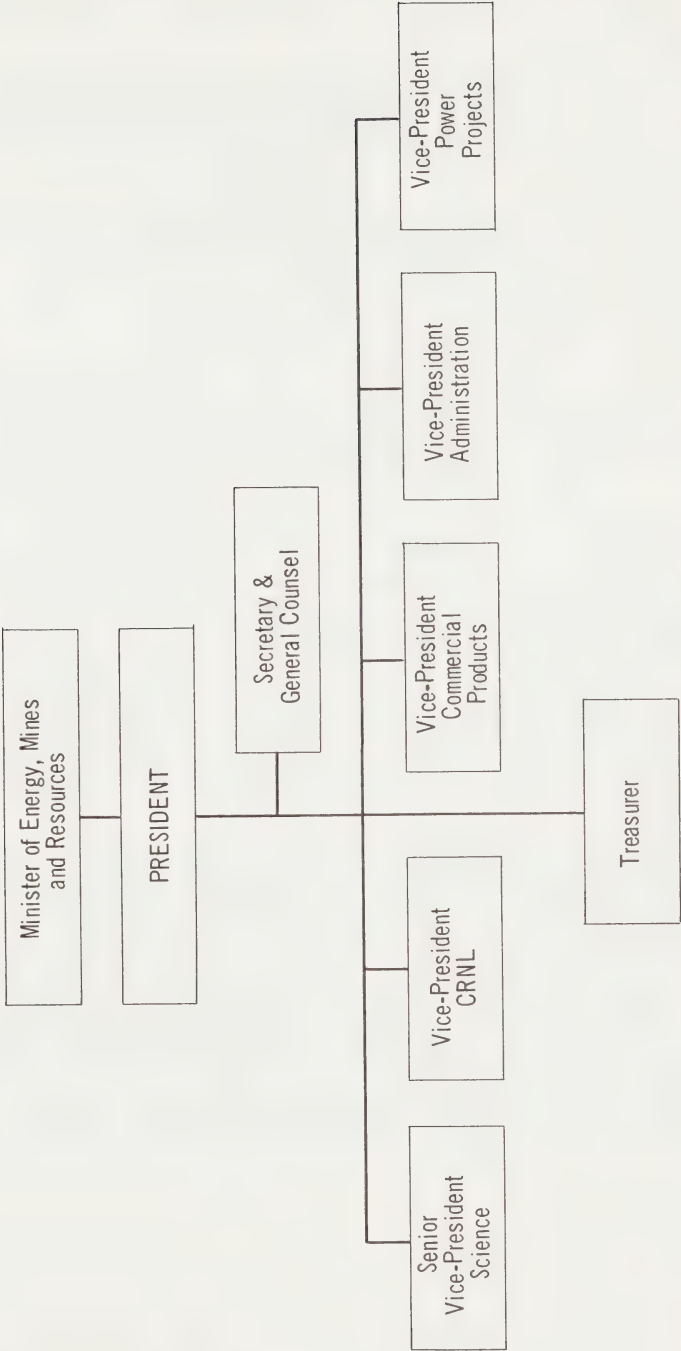 Minister of Energy, Mines
and Resources
PRESIDENT
Secretary &
General Counsel
Senior
Vice-President
Science
Vice-President
CRNL
Vice-President
Commercial
Products
Vice-President
Administration
Vice-President
Power
Projects
Treasurer